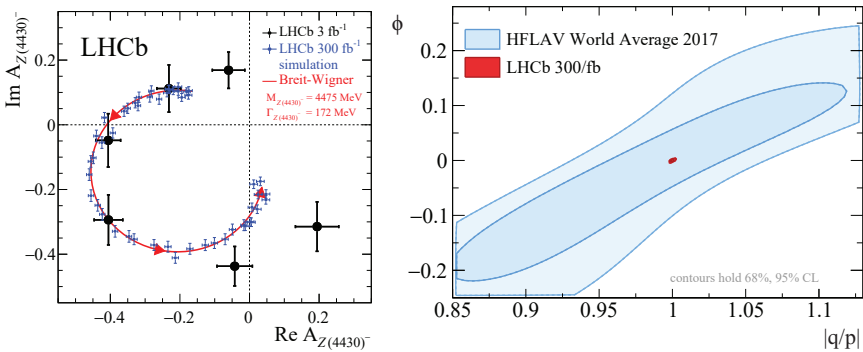 LHCb
LHCb 3 fb⁻¹
LHCb 300 fb⁻¹
simulation
Breit-Wigner
M_Z(4430)⁻ = 4475 MeV
Γ_Z(4430)⁻ = 172 MeV
Im A_Z(4430)⁻
0.2
0
−0.2
−0.4
−0.4
−0.2
0
0.2
Re A_Z(4430)⁻
ϕ
HFLAV World Average 2017
LHCb 300/fb
0.2
0.1
0
−0.1
−0.2
contours hold 68%, 95% CL
0.85
0.9
0.95
1
1.05
1.1
|q/p|